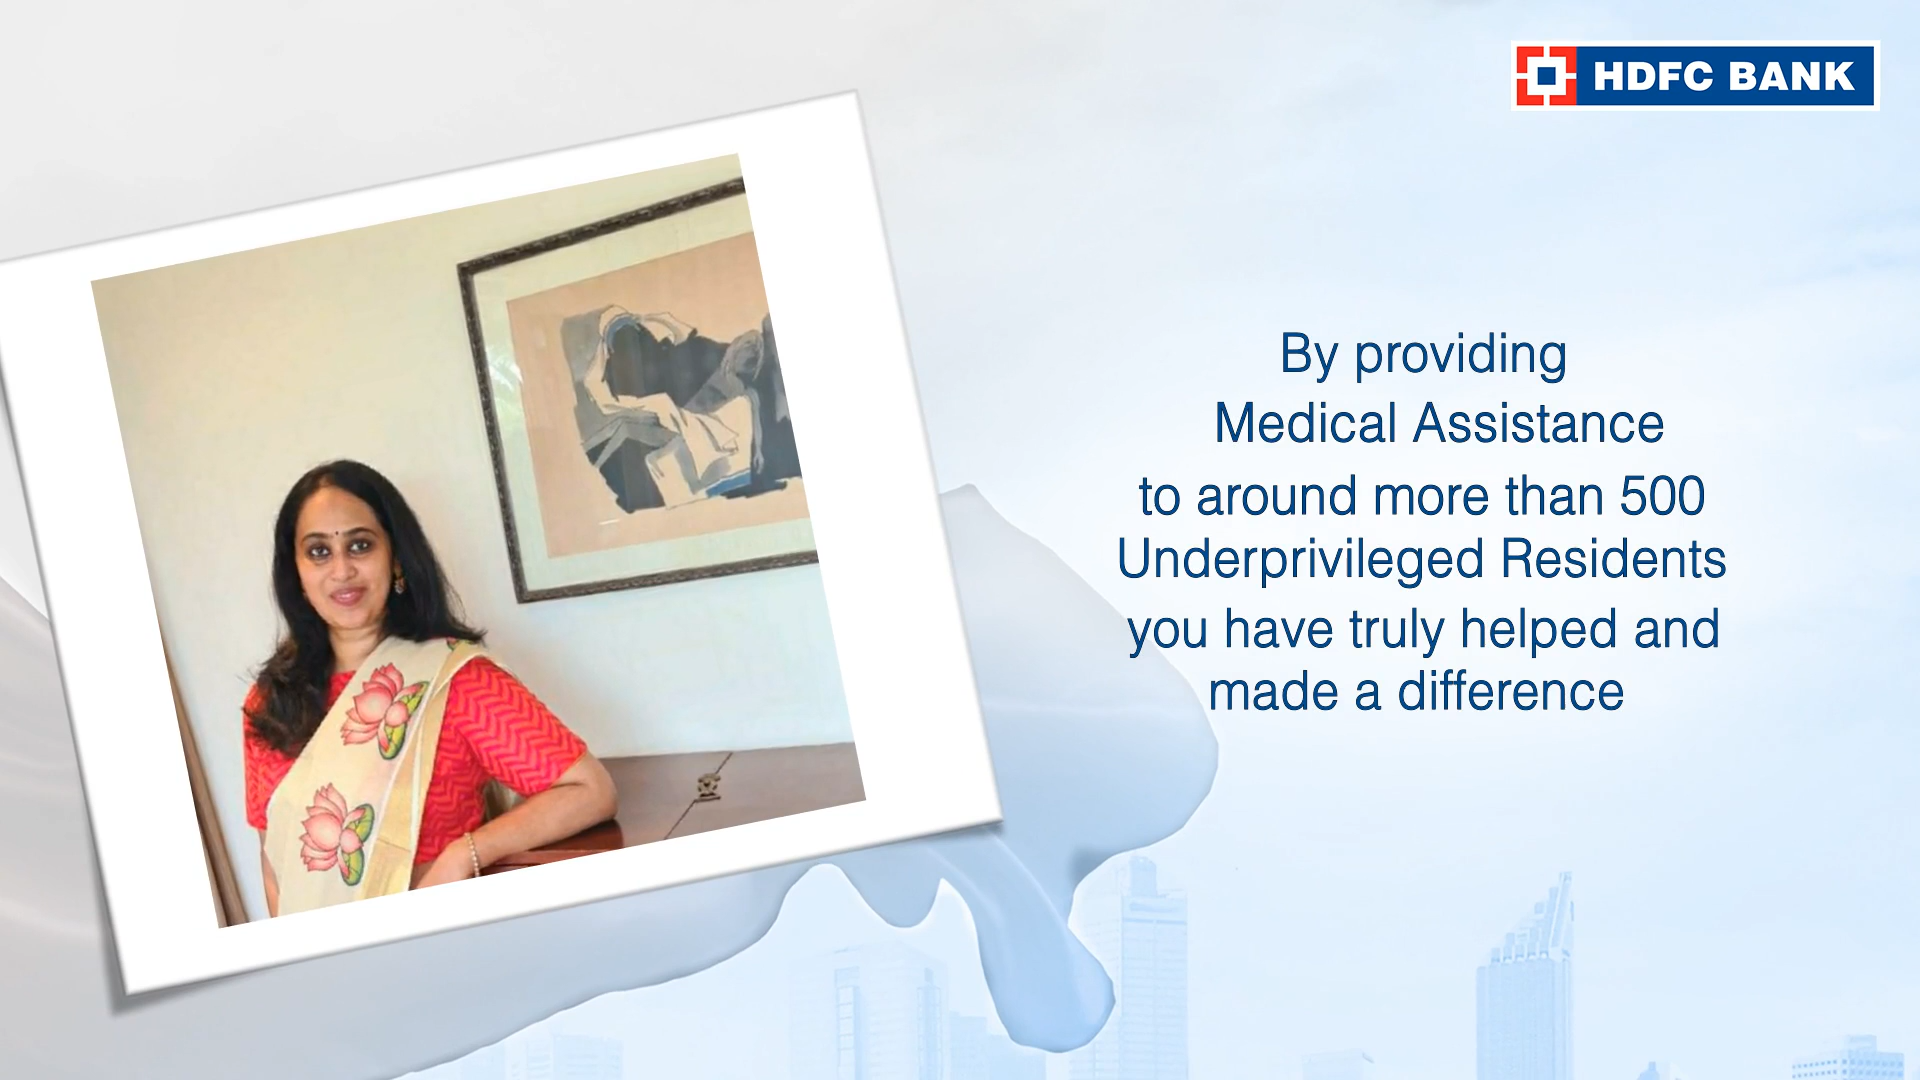 HDFC BANK
By providing
Medical Assistance
to around more than 500
Underprivileged Residents
you have truly helped and
made a difference